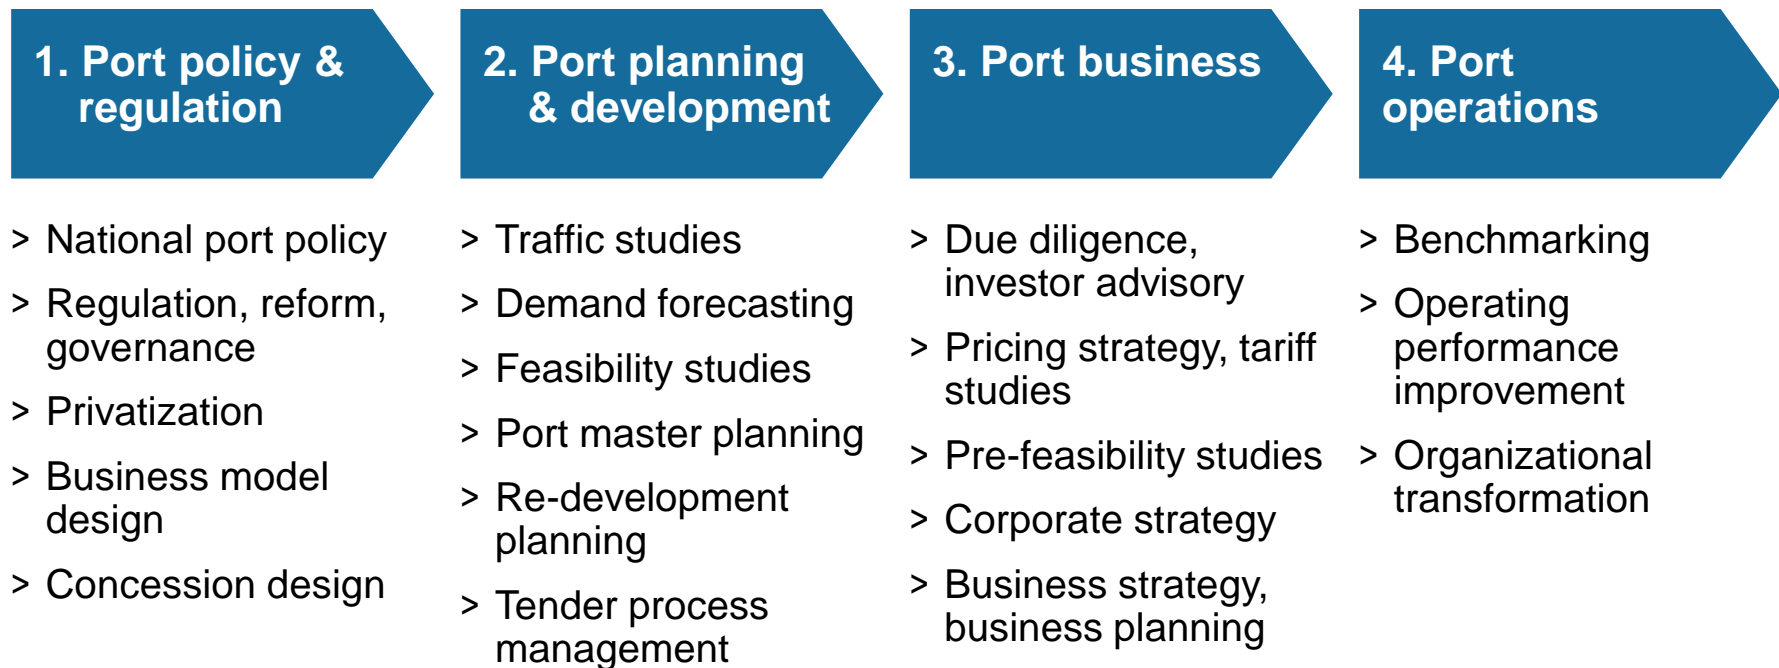 1. Port policy &
regulation
> National port policy
> Regulation, reform,
governance
> Privatization
> Business model
design
> Concession design
2. Port planning
& development
> Traffic studies
> Demand forecasting
> Feasibility studies
> Port master planning
> Re-development
planning
> Tender process
management
3. Port business
> Due diligence,
investor advisory
> Pricing strategy, tariff
studies
> Pre-feasibility studies
> Corporate strategy
> Business strategy,
business planning
4. Port
operations
> Benchmarking
> Operating
performance
improvement
> Organizational
transformation